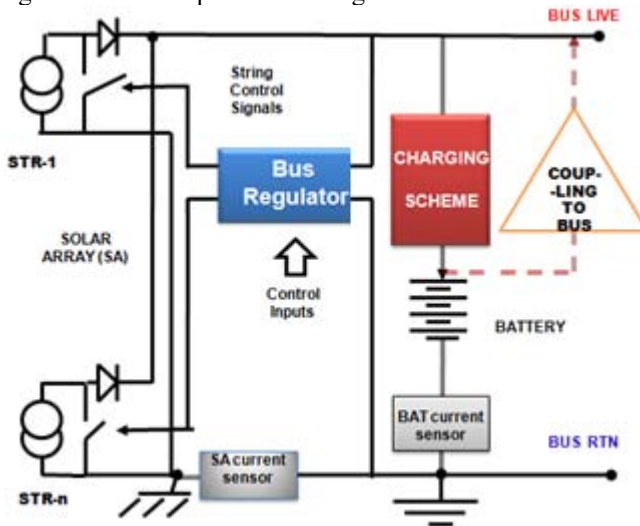 BUS LIVE
String
Control
Signals
STR-1
Bus
Regulator
CHARGING
SCHEME
COUP-
-LING
TO
BUS
SOLAR
ARRAY (SA)
Control
Inputs
BATTERY
BAT current
sensor
SA current
sensor
BUS RTN
STR-n